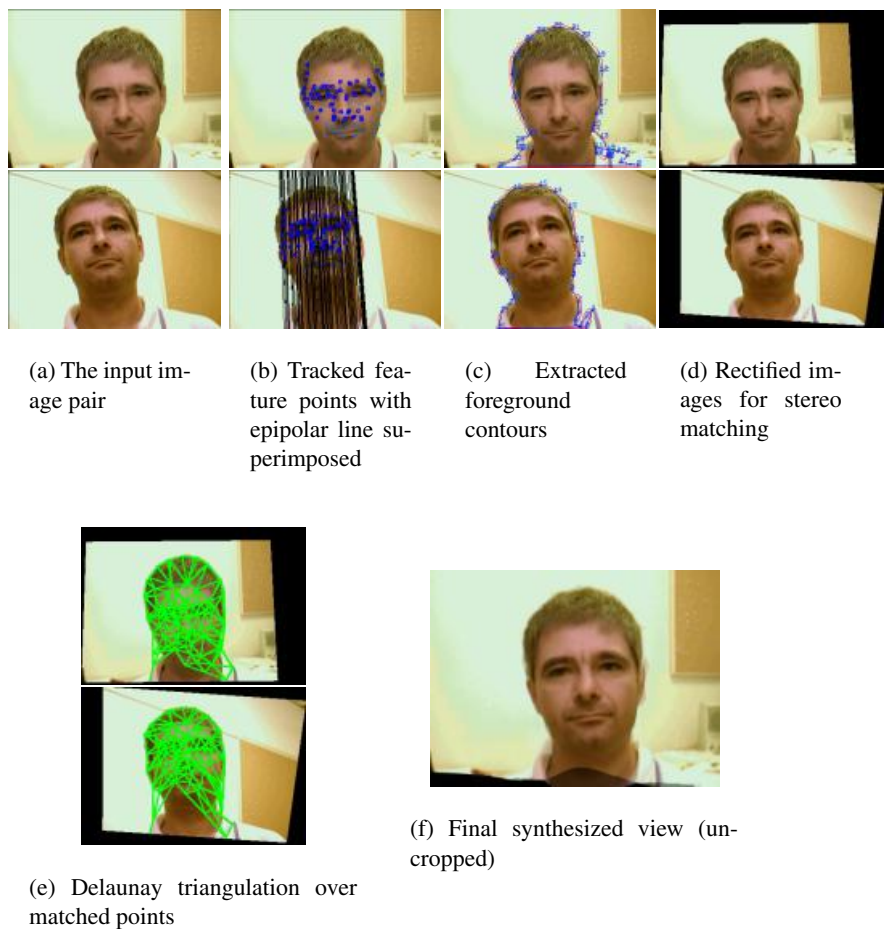 (a) The input im-
age pair
(b) Tracked fea-
ture points with
epipolar line su-
perimposed
(c) Extracted
foreground
contours
(d) Rectified im-
ages for stereo
matching
(e) Delaunay triangulation over
matched points
(f) Final synthesized view (un-
cropped)